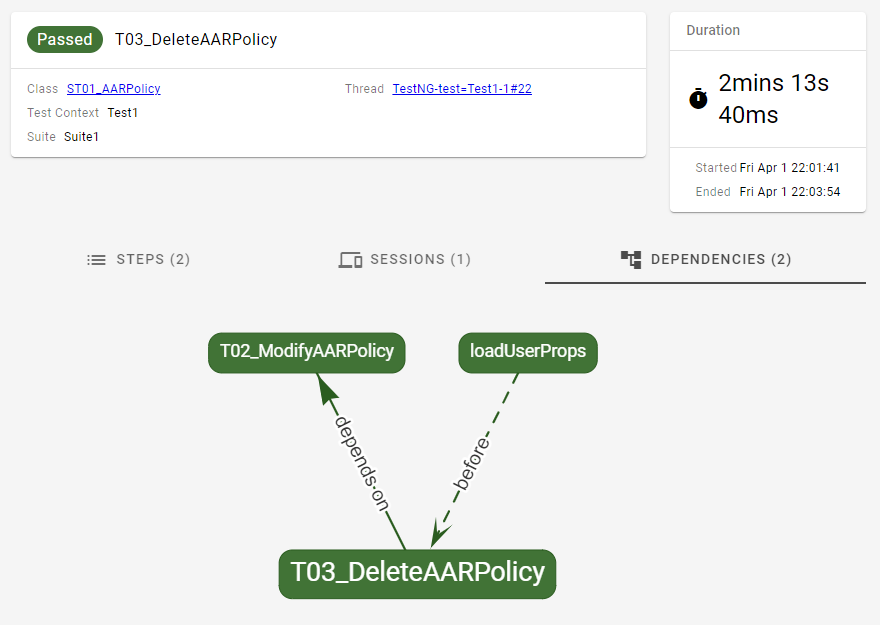 Passed T03_DeleteAARPolicy
Class ST01_AARPolicy Thread TestNG-test=Test1-1#22
Test Context Test1
Suite Suite1
Duration
2mins 13s
40ms
Started Fri Apr 1 22:01:41
Ended Fri Apr 1 22:03:54
STEPS (2) SESSIONS (1) DEPENDENCIES (2)
T02_ModifyAARPolicy loadUserProps
depends on before
T03_DeleteAARPolicy